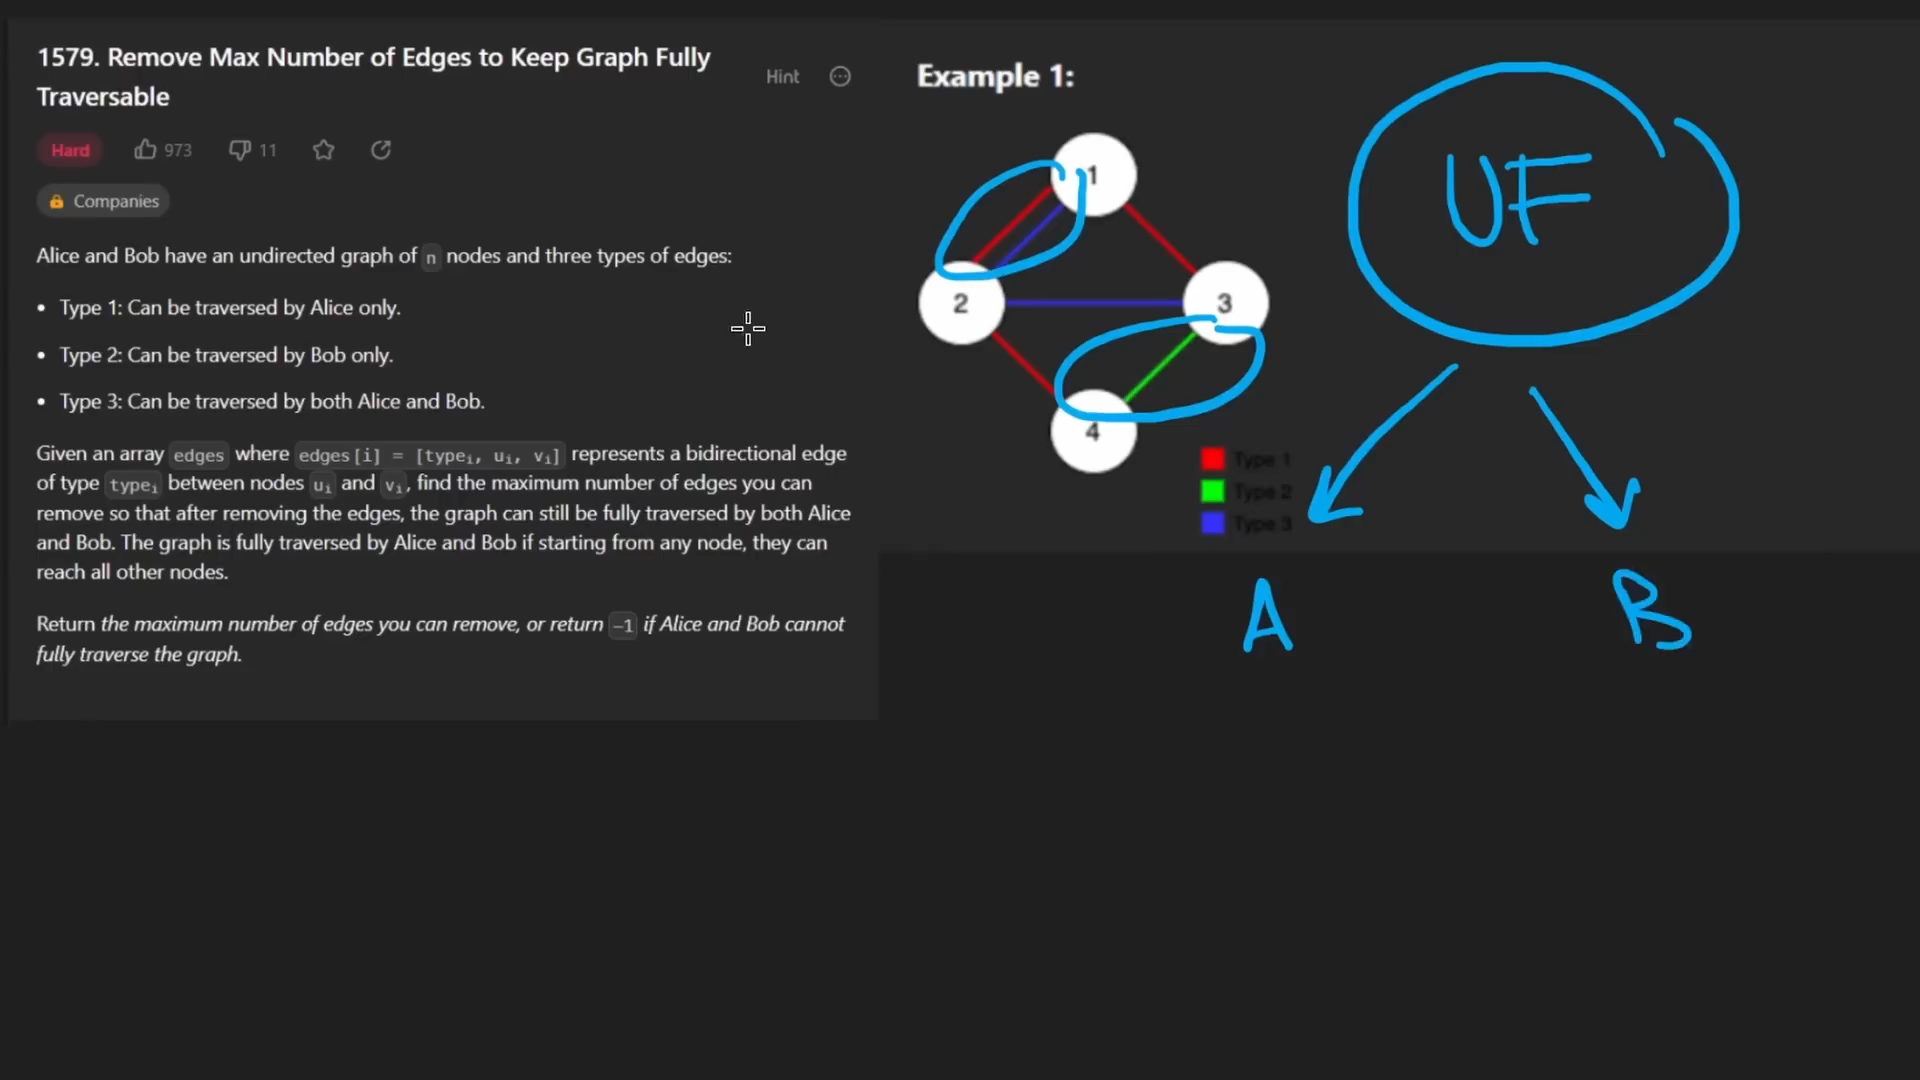 1579. Remove Max Number of Edges to Keep Graph Fully
Traversable
Hint
Hard
973
11
Companies
Alice and Bob have an undirected graph of n nodes and three types of edges:
• Type 1: Can be traversed by Alice only.
• Type 2: Can be traversed by Bob only.
• Type 3: Can be traversed by both Alice and Bob.
Given an array edges where edges[i] = [typeᵢ, uᵢ, vᵢ] represents a bidirectional edge
of type typeᵢ between nodes uᵢ and vᵢ, find the maximum number of edges you can
remove so that after removing the edges, the graph can still be fully traversed by both Alice
and Bob. The graph is fully traversed by Alice and Bob if starting from any node, they can
reach all other nodes.
Return the maximum number of edges you can remove, or return -1 if Alice and Bob cannot
fully traverse the graph.
Example 1:
1
2
3
4
Type 1
Type 2
Type 3
UF
A
B